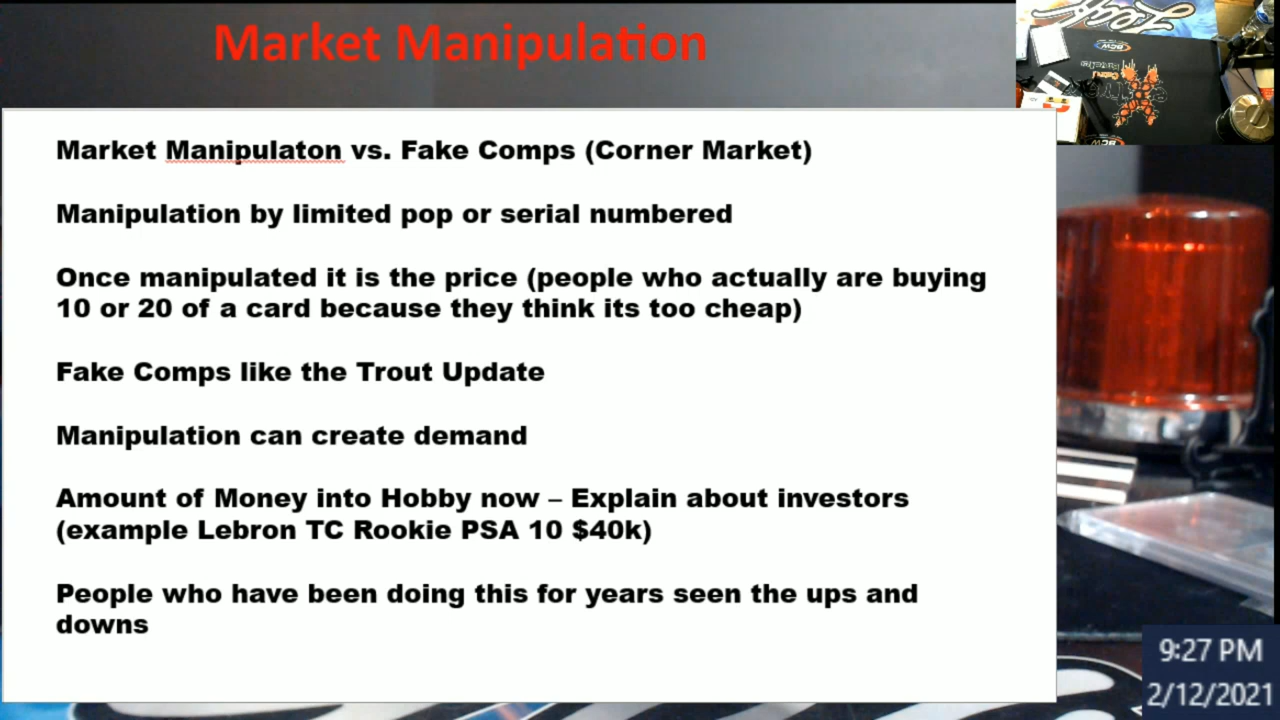 Market Manipulation
Market Manipulaton vs. Fake Comps (Corner Market)
Manipulation by limited pop or serial numbered
Once manipulated it is the price (people who actually are buying
10 or 20 of a card because they think its too cheap)
Fake Comps like the Trout Update
Manipulation can create demand
Amount of Money into Hobby now – Explain about investors
(example Lebron TC Rookie PSA 10 $40k)
People who have been doing this for years seen the ups and
downs
Leaf
BCW
BCW
9:27 PM
2/12/2021